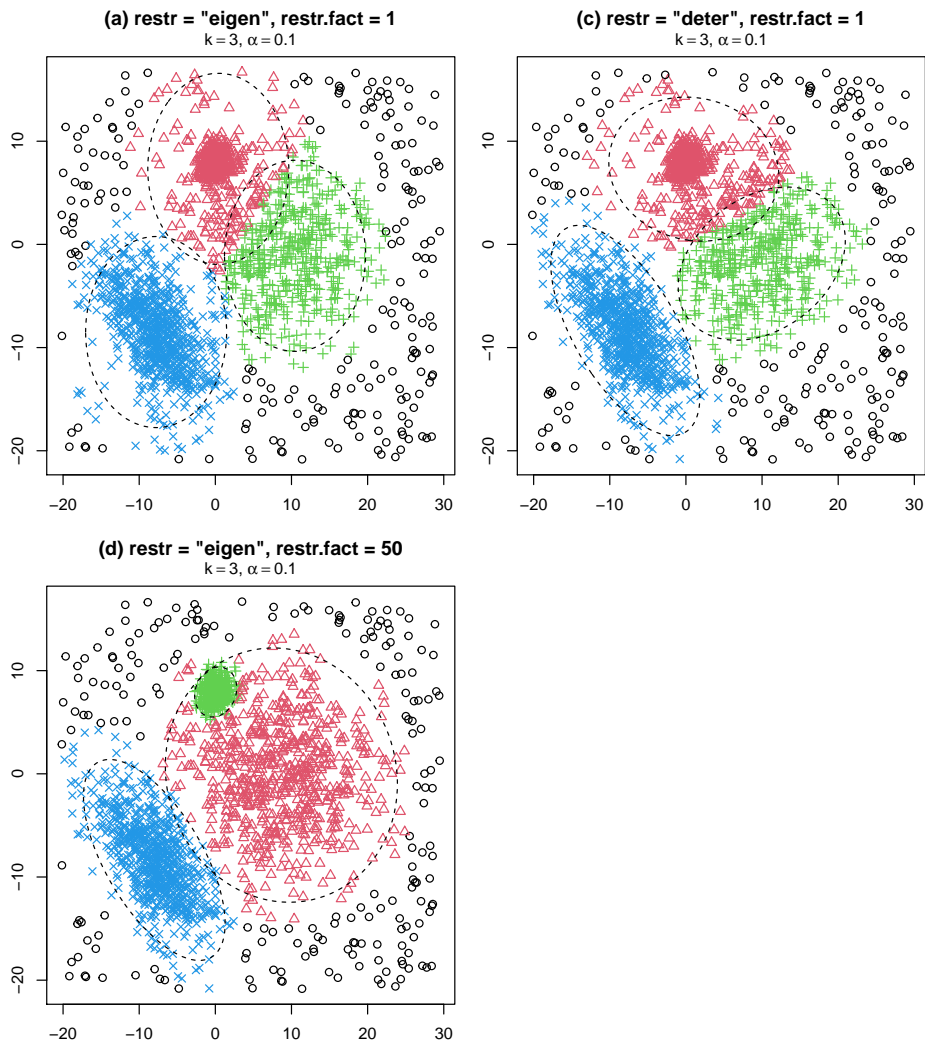 (a) restr = "eigen", restr.fact = 1
k = 3, α = 0.1
10
0
−10
−20
−20 −10 0 10 20 30
(c) restr = "deter", restr.fact = 1
k = 3, α = 0.1
10
0
−10
−20
−20 −10 0 10 20 30
(d) restr = "eigen", restr.fact = 50
k = 3, α = 0.1
10
0
−10
−20
−20 −10 0 10 20 30